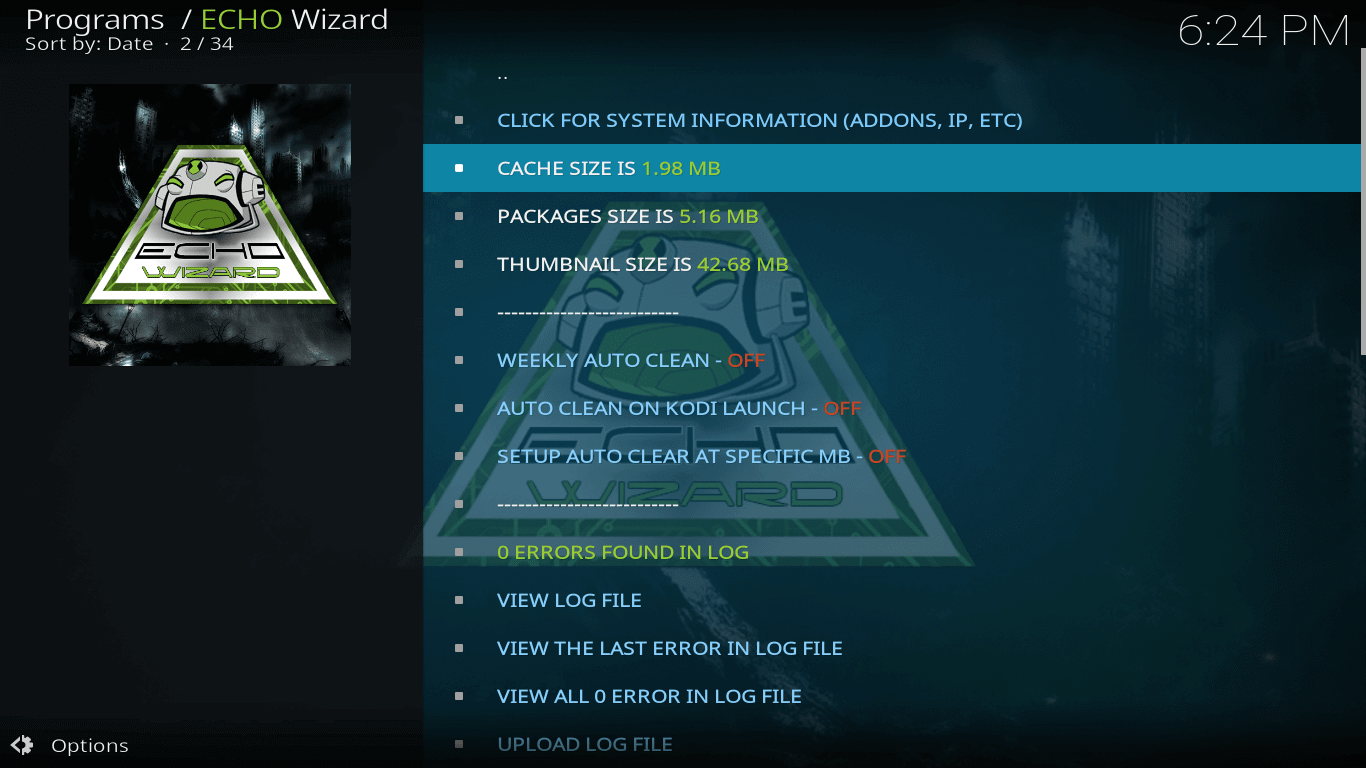 Programs / ECHO Wizard
Sort by: Date · 2 / 34
6:24 PM
ECHO
WIZARD
..
CLICK FOR SYSTEM INFORMATION (ADDONS, IP, ETC)
CACHE SIZE IS 1.98 MB
PACKAGES SIZE IS 5.16 MB
THUMBNAIL SIZE IS 42.68 MB
--------------------------
WEEKLY AUTO CLEAN - OFF
AUTO CLEAN ON KODI LAUNCH - OFF
SETUP AUTO CLEAR AT SPECIFIC MB - OFF
ECHO
WIZARD
--------------------------
0 ERRORS FOUND IN LOG
VIEW LOG FILE
VIEW THE LAST ERROR IN LOG FILE
VIEW ALL 0 ERROR IN LOG FILE
UPLOAD LOG FILE
Options